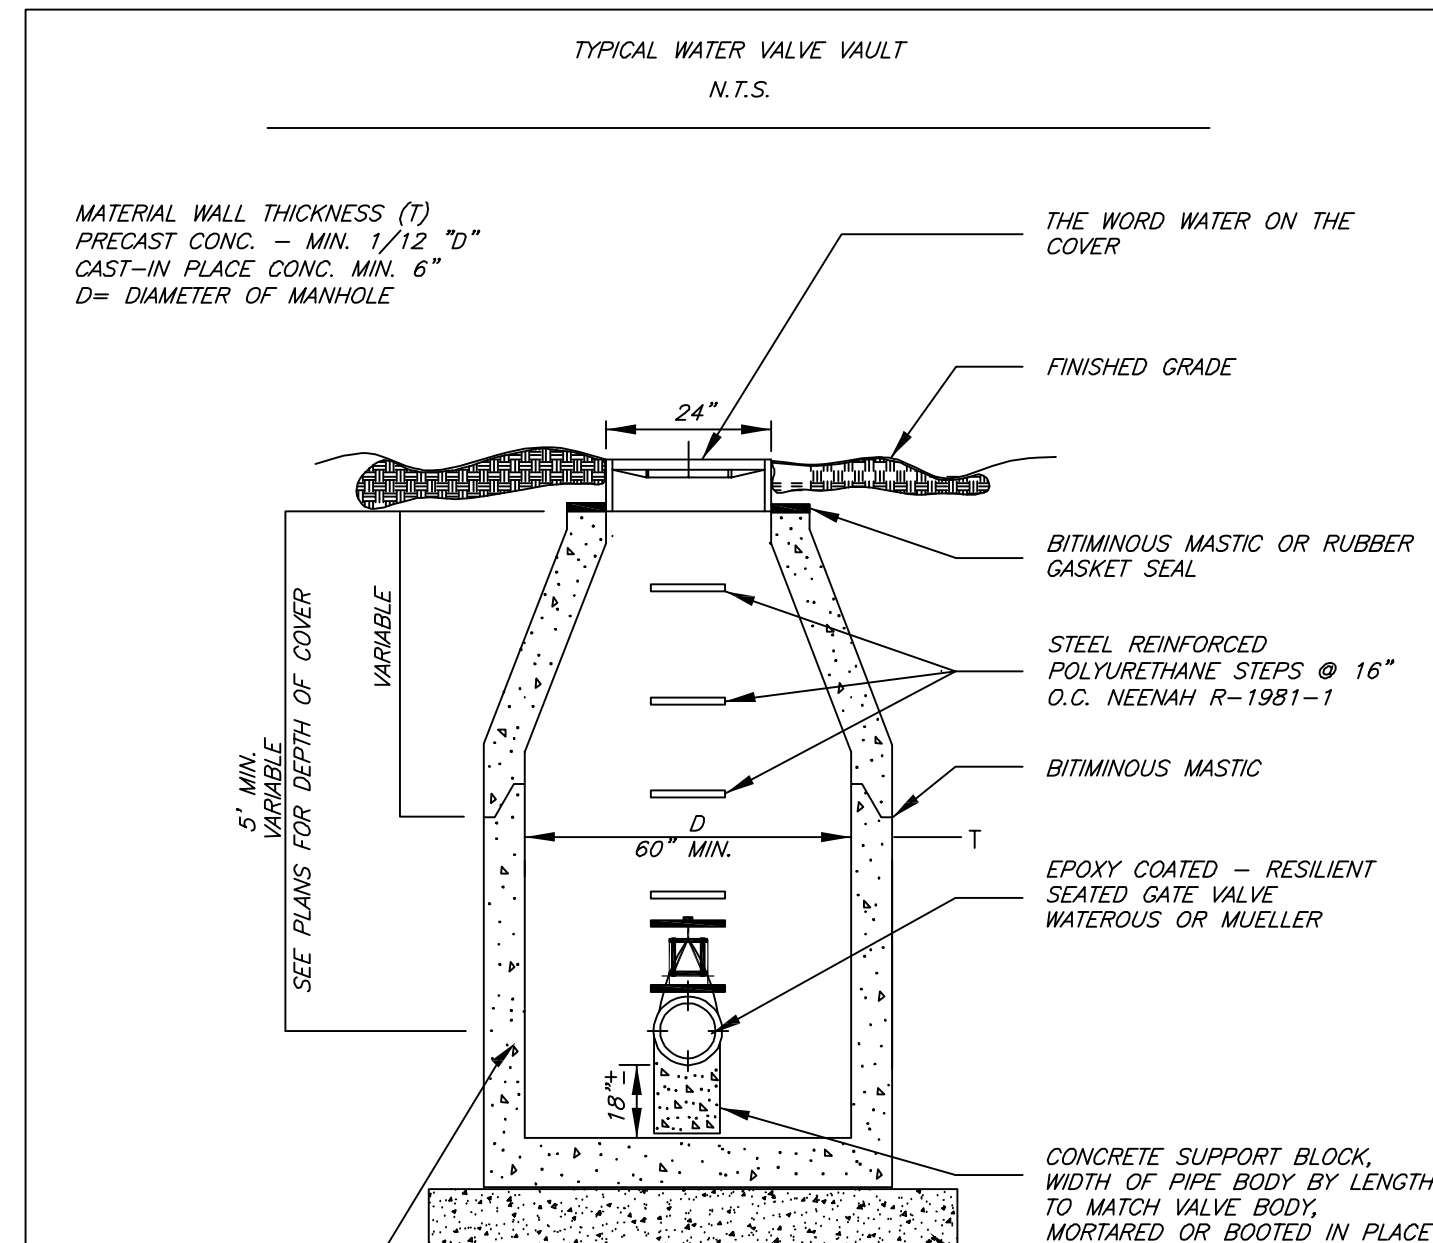 TYPICAL WATER VALVE VAULT
N.T.S.
MATERIAL WALL THICKNESS (T)
PRECAST CONC. – MIN. 1/12 "D"
CAST–IN PLACE CONC. MIN. 6"
D= DIAMETER OF MANHOLE
THE WORD WATER ON THE
COVER
FINISHED GRADE
24"
BITIMINOUS MASTIC OR RUBBER
GASKET SEAL
STEEL REINFORCED
POLYURETHANE STEPS @ 16"
O.C. NEENAH R–1981–1
BITIMINOUS MASTIC
VARIABLE
5' MIN.
VARIABLE
SEE PLANS FOR DEPTH OF COVER
D
60" MIN.
T
EPOXY COATED – RESILIENT
SEATED GATE VALVE
WATEROUS OR MUELLER
18"+-
CONCRETE SUPPORT BLOCK,
WIDTH OF PIPE BODY BY LENGTH
TO MATCH VALVE BODY,
MORTARED OR BOOTED IN PLACE